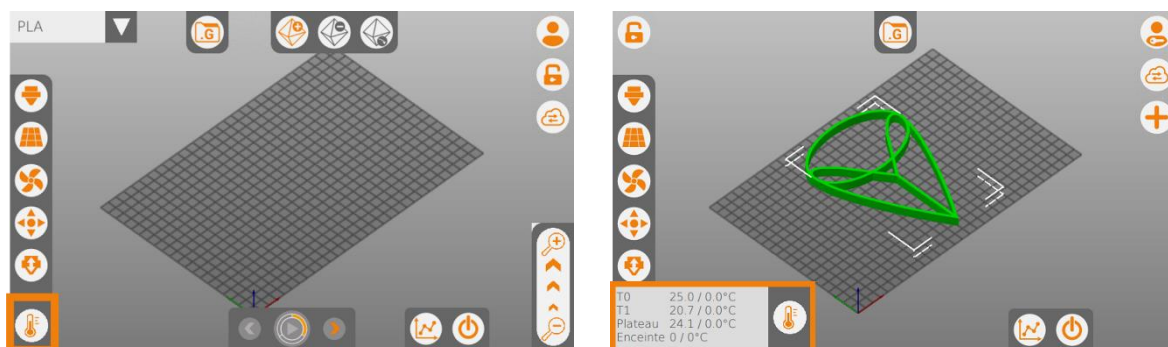 PLA
.G
.G
T0 25.0 / 0.0°C
T1 20.7 / 0.0°C
Plateau 24.1 / 0.0°C
Enceinte 0 / 0°C